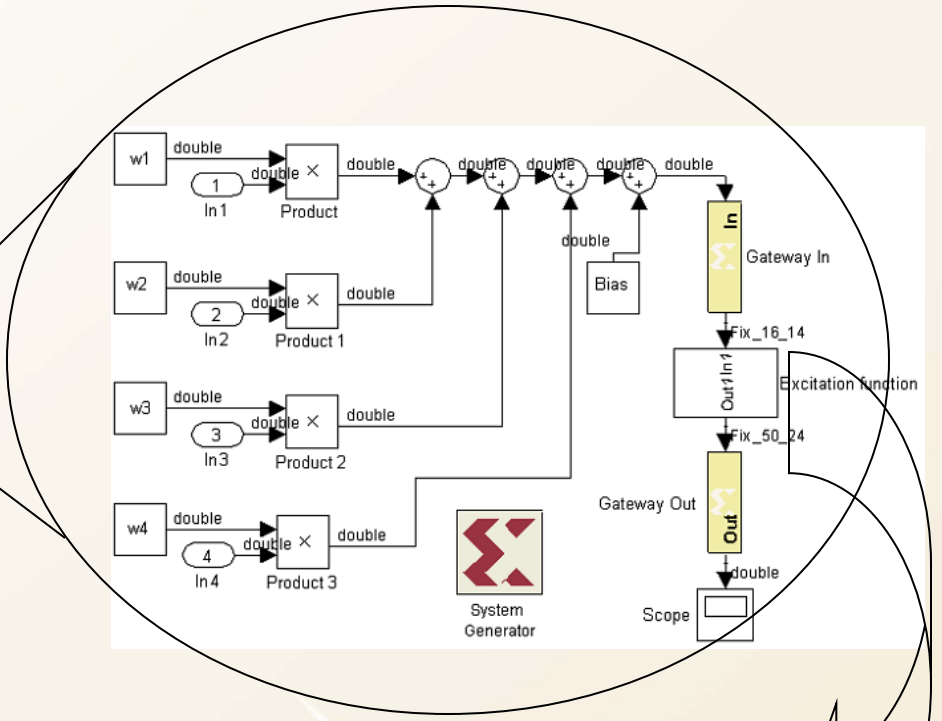 w1
double
1
double
In1
×
Product
double
double
double
double
double
w2
double
2
double
In2
×
Product 1
double
double
Bias
In
Gateway In
Fix_16_14
Out1 In1
Excitation function
w3
double
3
double
In3
×
Product 2
double
Fix_50_24
Gateway Out
Out
w4
double
4
double
In4
×
Product 3
double
System
Generator
double
Scope